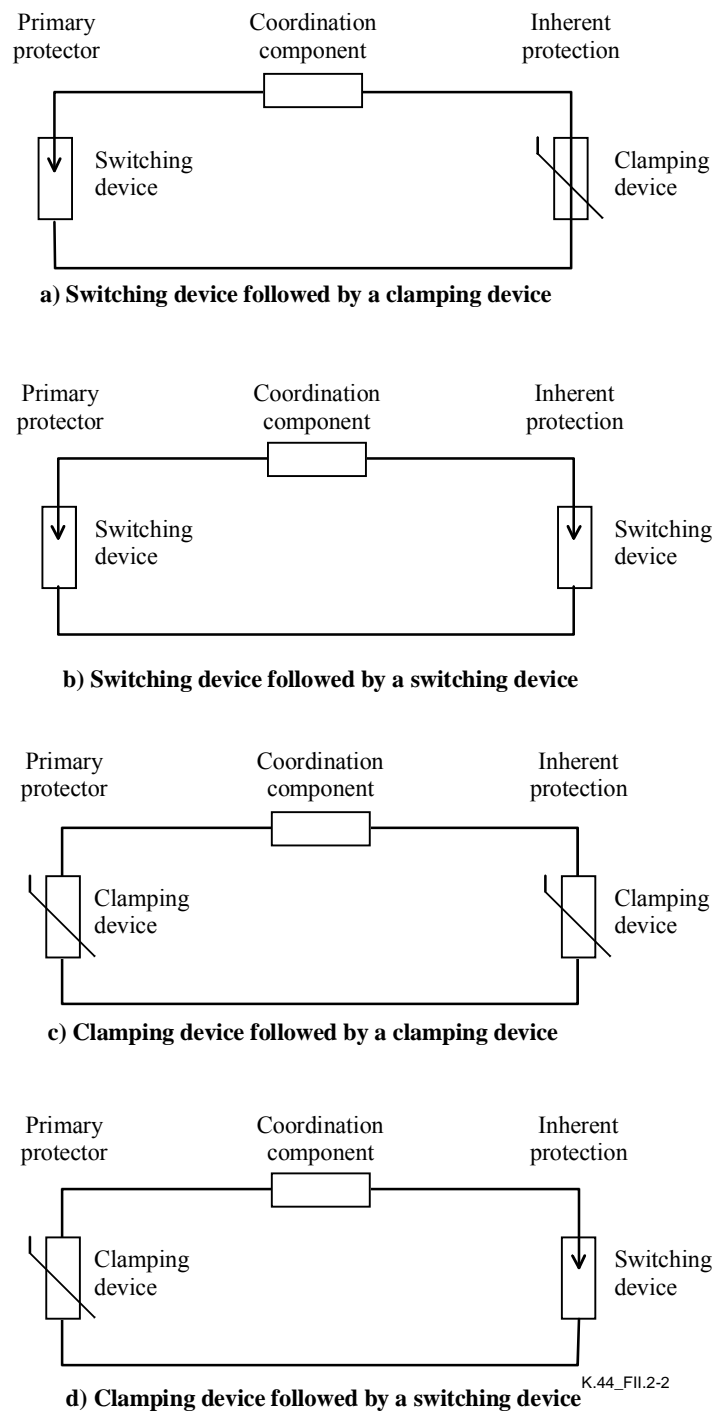 Primary
protector
Coordination
component
Inherent
protection
Switching
device
Clamping
device
a) Switching device followed by a clamping device
Primary
protector
Coordination
component
Inherent
protection
Switching
device
Switching
device
b) Switching device followed by a switching device
Primary
protector
Coordination
component
Inherent
protection
Clamping
device
Clamping
device
c) Clamping device followed by a clamping device
Primary
protector
Coordination
component
Inherent
protection
Clamping
device
Switching
device
d) Clamping device followed by a switching device
K.44_FII.2-2